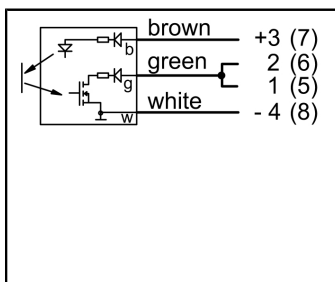 brown +3 (7)
b
green 2 (6)
g 1 (5)
white - 4 (8)
w